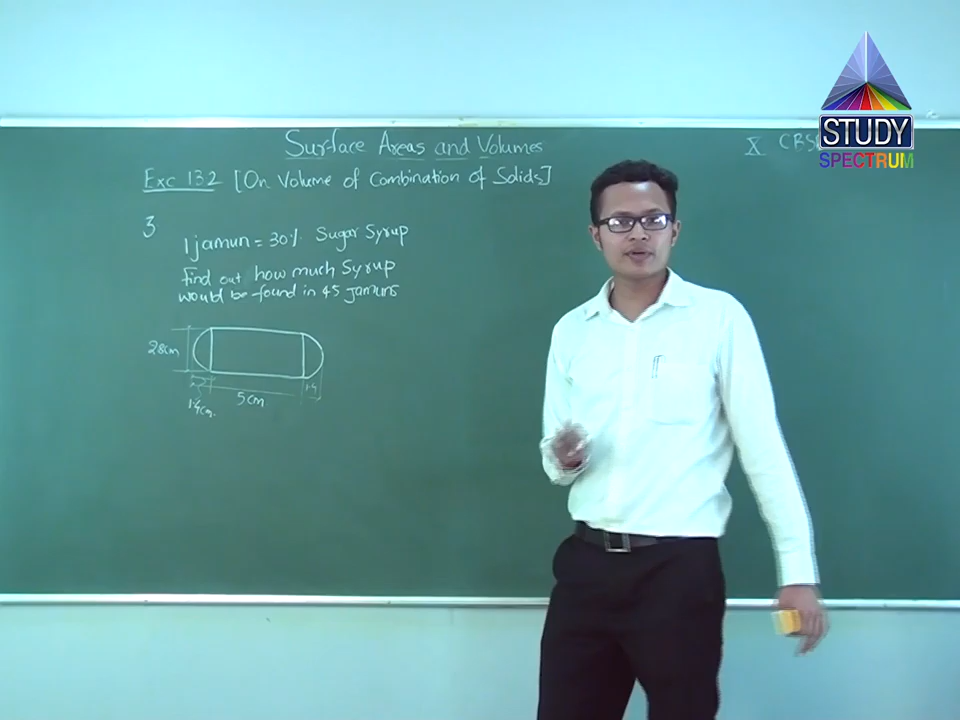 Surface Areas and Volumes
X CBS
STUDY
SPECTRUM
Exc 13.2 [On Volume of Combination of Solids]
3
1 jamun = 30% Sugar Syrup
Find out how much Syrup
would be found in 45 jamuns
2.8cm
1.4
5cm
1.4cm.